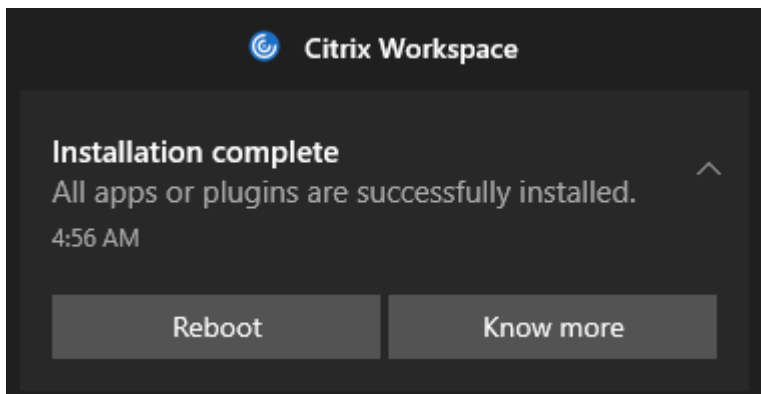 Citrix Workspace
Installation complete
All apps or plugins are successfully installed.
4:56 AM
Reboot
Know more